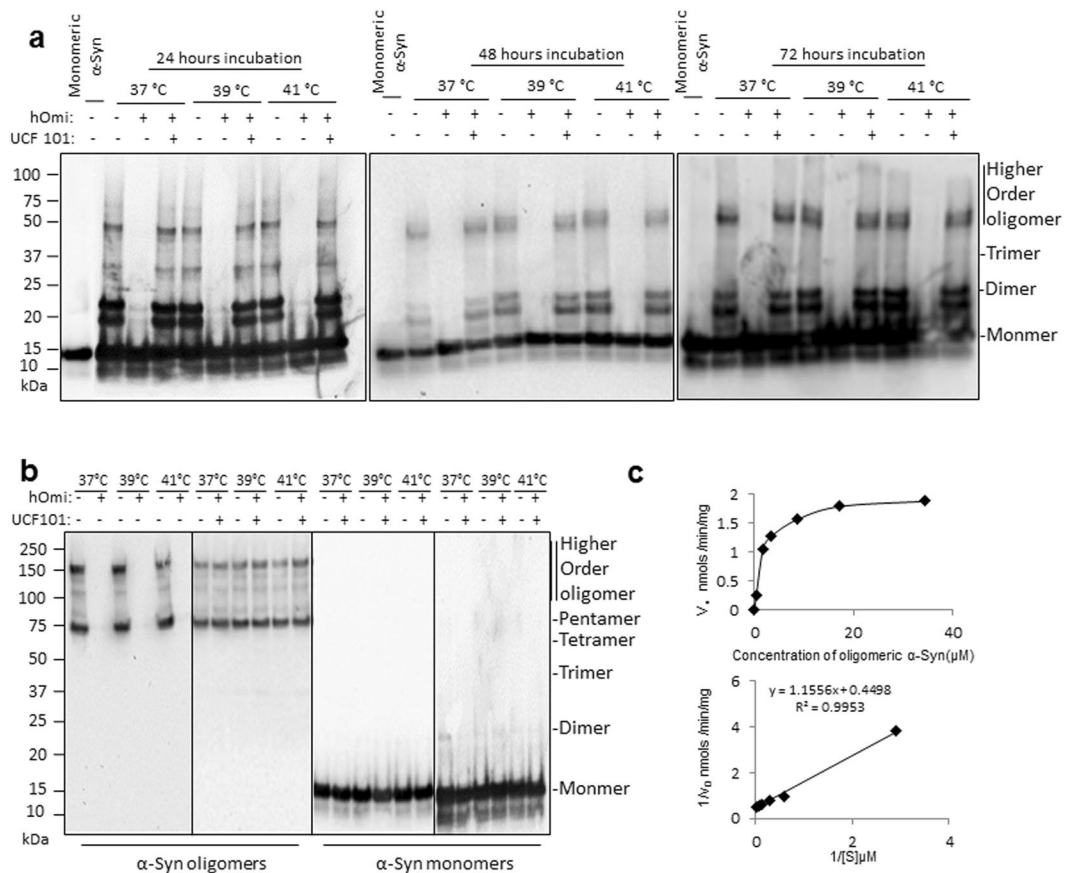 a
Monomeric
α-Syn
24 hours incubation
37 °C 39 °C 41 °C
hOmi: - - + + - + + - + +
UCF 101: - - + - + - +
Monomeric
α-Syn
48 hours incubation
37 °C 39 °C 41 °C
- - + + - + + - + +
- - - + - - + - - +
Monomeric
α-Syn
72 hours incubation
37 °C 39 °C 41 °C
- - + + - + + - + +
- - + - + - +
100
75
50
37
25
20
15
10
kDa
Higher
Order
oligomer
-Trimer
-Dimer
-Monmer
b
37°C 39°C 41°C 37°C 39°C 41°C 37°C 39°C 41°C 37°C 39°C 41°C
hOmi: - + - + - + - + - + - + - + - + - + - + - + - +
UCF101: - + - + - + - + - + - + - + - + - +
250
150
100
75
50
37
25
20
15
10
kDa
Higher
Order
oligomer
-Pentamer
-Tetramer
-Trimer
-Dimer
-Monmer
α-Syn oligomers
α-Syn monomers
c
2
1.5
1
0.5
0
nmols /min/mg
0 20 40
Concentration of oligomeric α-Syn(µM)
6
4
2
0
1/v₀ nmols /min/mg
y = 1.1556x + 0.4498
R² = 0.9953
0 2 4
1/[S]µM